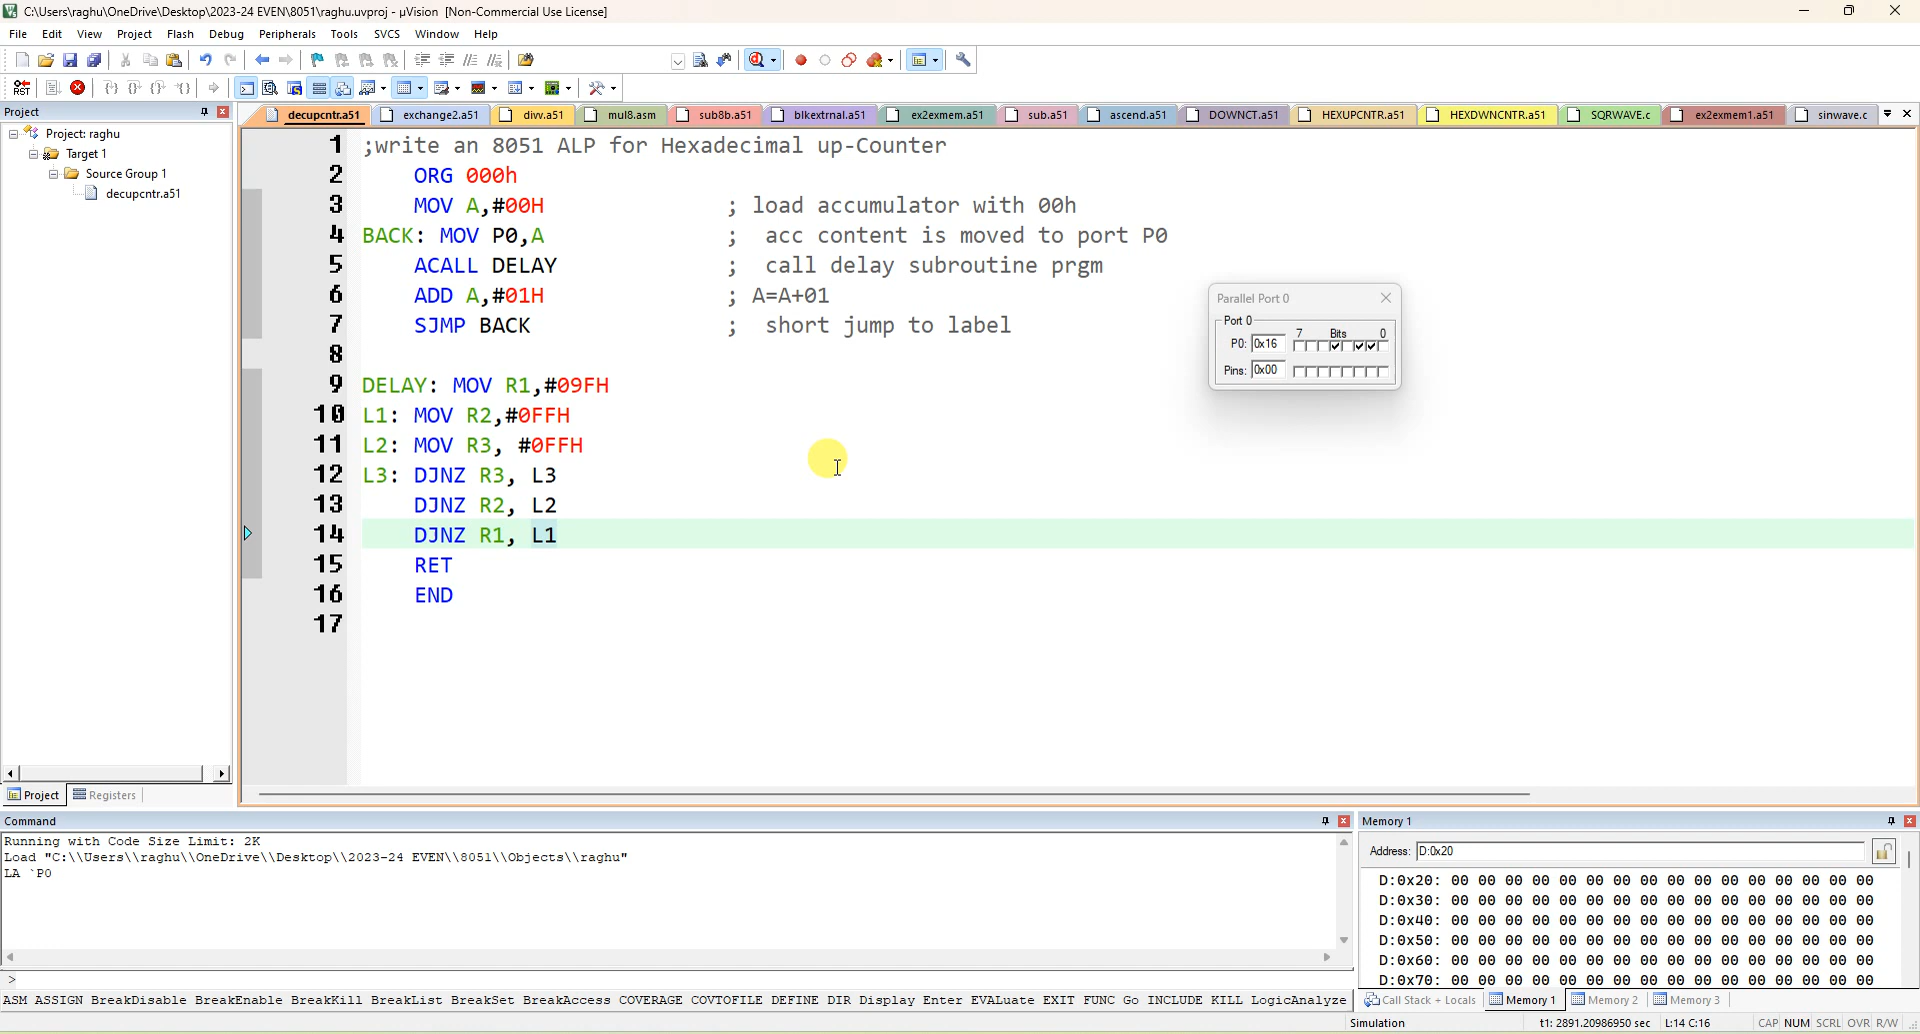 C:\Users\raghu\OneDrive\Desktop\2023-24 EVEN\8051\raghu.uvproj - µVision [Non-Commercial Use License]
File Edit View Project Flash Debug Peripherals Tools SVCS Window Help
RST
Project
decupcntr.a51 exchange2.a51 divv.a51 mul8.asm sub8b.a51 blkextrnal.a51 ex2exmem.a51 sub.a51 ascend.a51 DOWNCT.a51 HEXUPCNTR.a51 HEXDWNCNTR.a51 SQRWAVE.c ex2exmem1.a51 sinwave.c
Project: raghu
Target 1
Source Group 1
decupcntr.a51
1 ;write an 8051 ALP for Hexadecimal up-Counter
2 ORG 000h
3 MOV A,#00H ; load accumulator with 00h
4 BACK: MOV P0,A ; acc content is moved to port P0
5 ACALL DELAY ; call delay subroutine prgm
6 ADD A,#01H ; A=A+01
7 SJMP BACK ; short jump to label
8
9 DELAY: MOV R1,#09FH
10 L1: MOV R2,#0FFH
11 L2: MOV R3, #0FFH
12 L3: DJNZ R3, L3
13 DJNZ R2, L2
14 DJNZ R1, L1
15 RET
16 END
17
Parallel Port 0
Port 0
7 Bits 0
P0: 0x16
Pins: 0x00
Project Registers
Command
Running with Code Size Limit: 2K
Load "C:\\Users\\raghu\\OneDrive\\Desktop\\2023-24 EVEN\\8051\\Objects\\raghu"
LA `P0
>
ASM ASSIGN BreakDisable BreakEnable BreakKill BreakList BreakSet BreakAccess COVERAGE COVTOFILE DEFINE DIR Display Enter EVALuate EXIT FUNC Go INCLUDE KILL LogicAnalyze
Memory 1
Address: D:0x20
D:0x20: 00 00 00 00 00 00 00 00 00 00 00 00 00 00 00 00
D:0x30: 00 00 00 00 00 00 00 00 00 00 00 00 00 00 00 00
D:0x40: 00 00 00 00 00 00 00 00 00 00 00 00 00 00 00 00
D:0x50: 00 00 00 00 00 00 00 00 00 00 00 00 00 00 00 00
D:0x60: 00 00 00 00 00 00 00 00 00 00 00 00 00 00 00 00
D:0x70: 00 00 00 00 00 00 00 00 00 00 00 00 00 00 00 00
Call Stack + Locals Memory 1 Memory 2 Memory 3
Simulation t1: 2891.20986950 sec L:14 C:16 CAP NUM SCRL OVR R/W